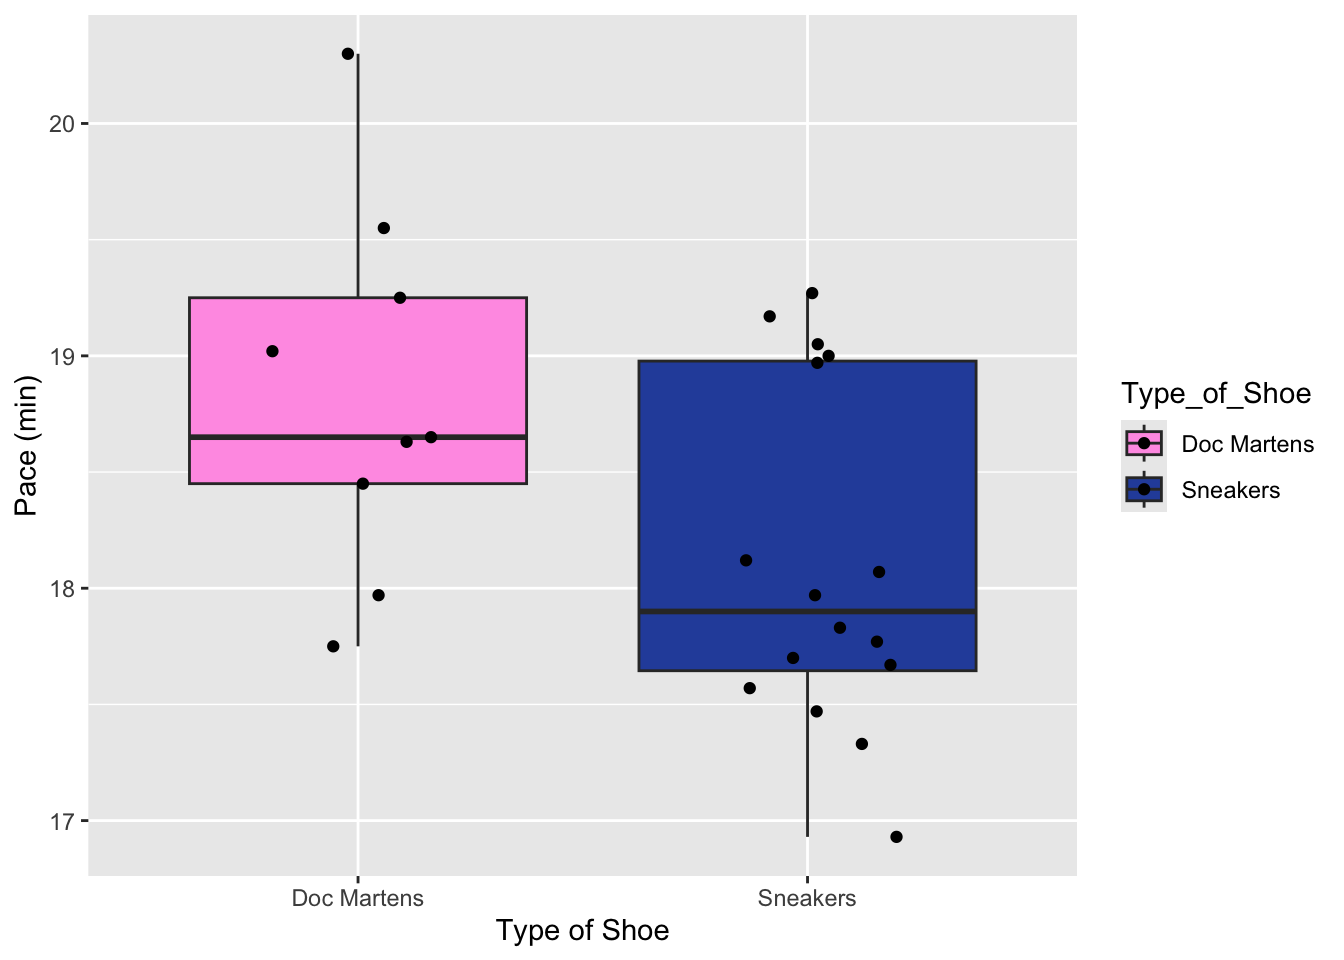 20
19
18
17
Pace (min)
Doc Martens
Sneakers
Type of Shoe
Type_of_Shoe
Doc Martens
Sneakers